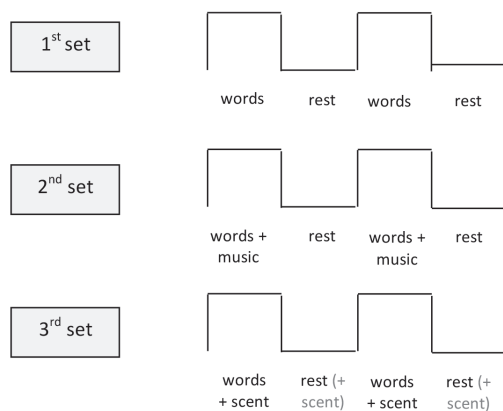 1st set
words rest words rest
2nd set
words + rest words + rest
music music
3rd set
words rest (+ words rest (+
+ scent scent) + scent scent)